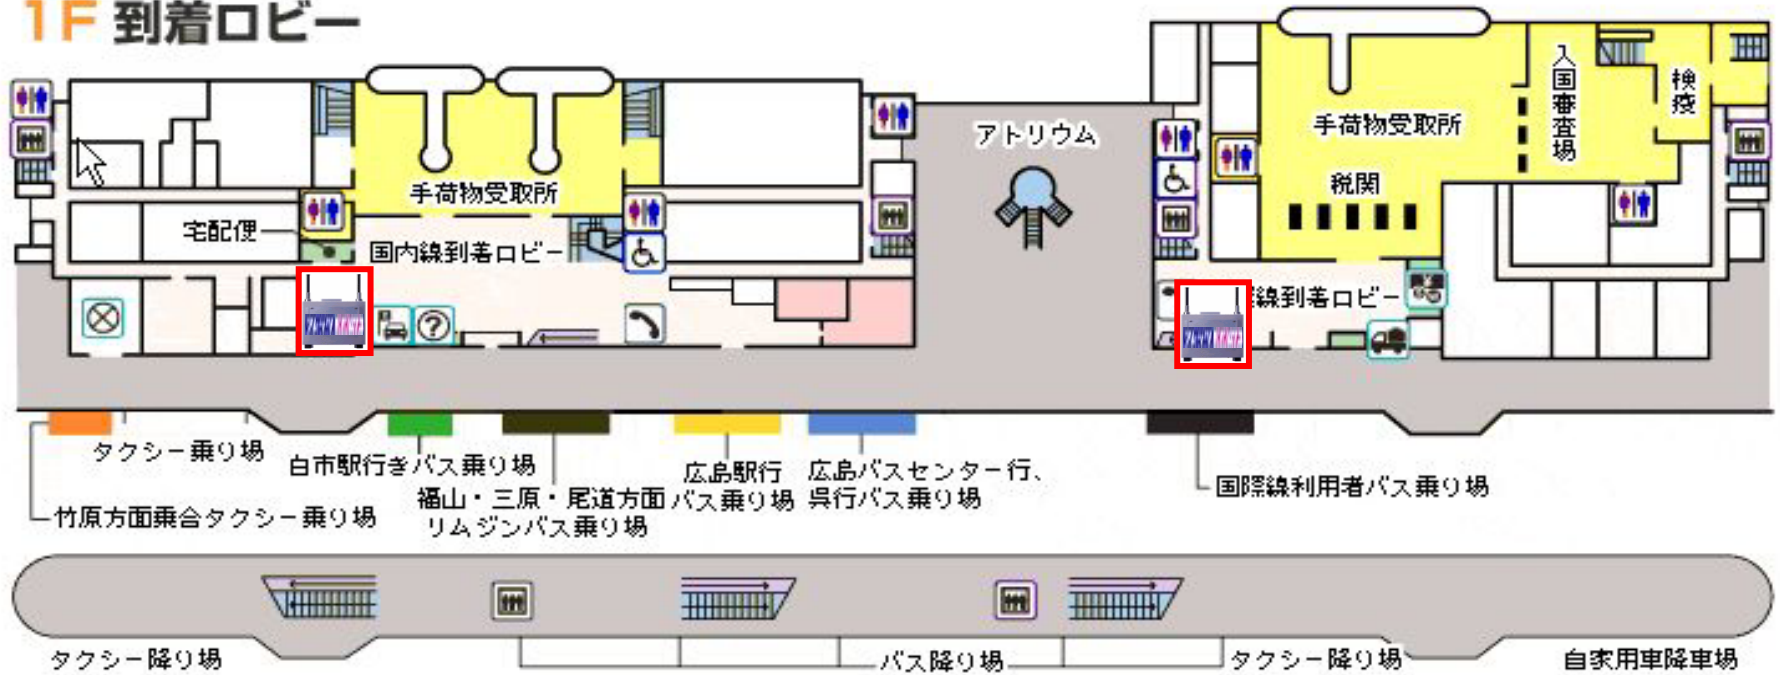 1F 到着ロビー
入国審査場
検疫
アトリウム
手荷物受取所
税関
手荷物受取所
宅配便
国内線到着ロビー
際線到着ロビー
タクシー乗り場
白市駅行きバス乗り場
広島駅行
バス乗り場
広島バスセンター行、
呉行バス乗り場
国際線利用者バス乗り場
福山・三原・尾道方面
リムジンバス乗り場
竹原方面乗合タクシー乗り場
タクシー降り場
バス降り場
タクシー降り場
自家用車降車場